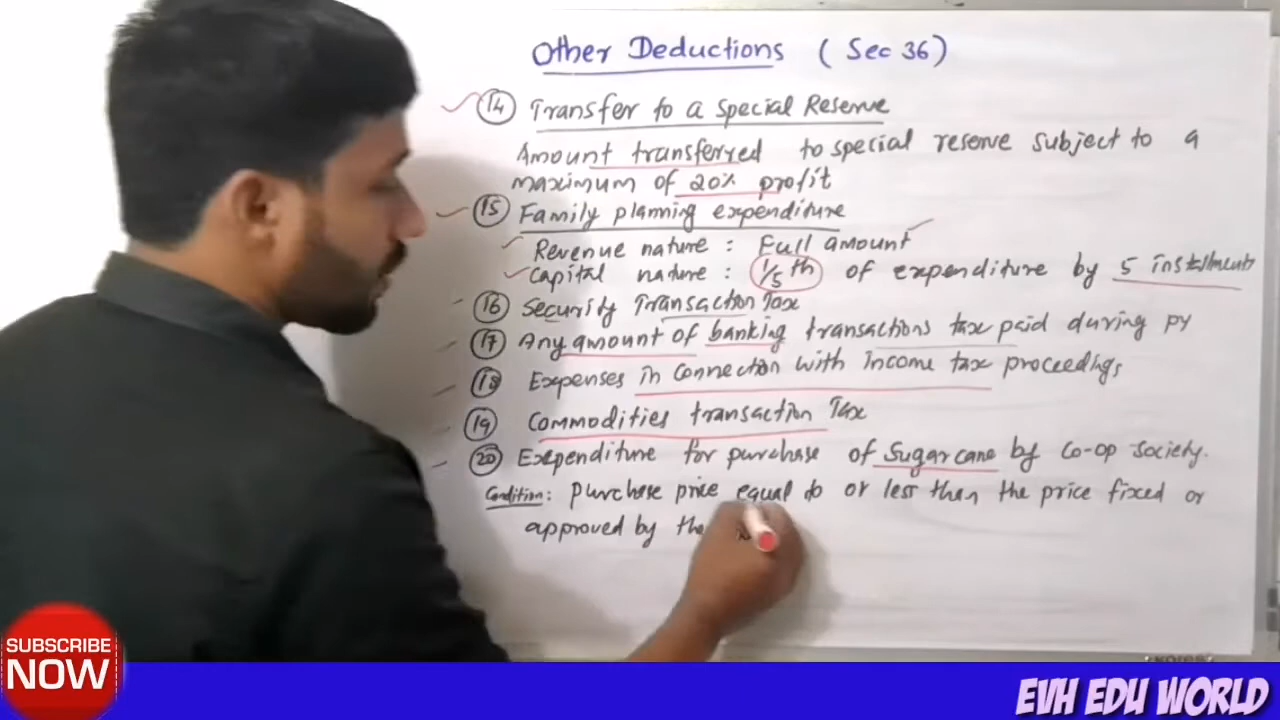 Other Deductions (Sec 36)
14 Transfer to a Special Reserve
Amount transferred to special reserve subject to a
maximum of 20% profit
15 Family planning expenditure
Revenue nature : Full amount
Capital nature : 1/5 th of expenditure by 5 installments
16 Security Transaction Tax
17 Any amount of banking transactions tax paid during PY
18 Expenses in connection with income tax proceedings
19 Commodities transaction Tax
20 Expenditure for purchase of Sugarcane by Co-op Society.
Condition: Purchase price equal to or less then the price fixed or
approved by the
SUBSCRIBE
NOW
EVH EDU WORLD